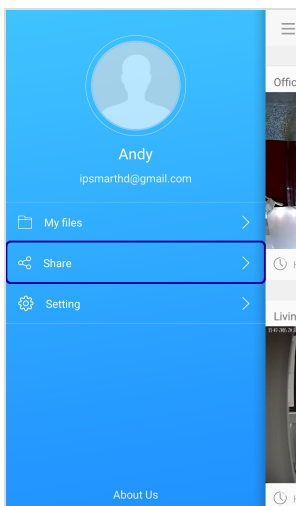 Andy
ipsmarthd@gmail.com
My files
Share
Setting
About Us
Offic
Livin